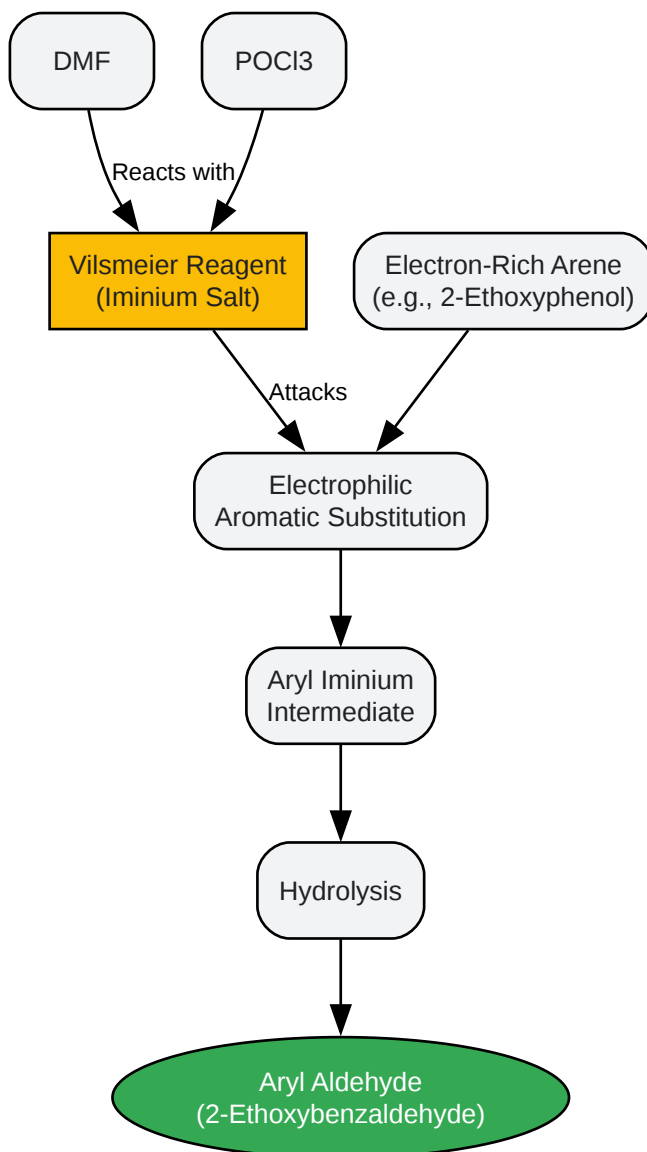 DMF
POCl3
Reacts with
Vilsmeier Reagent
(Iminium Salt)
Electron-Rich Arene
(e.g., 2-Ethoxyphenol)
Attacks
Electrophilic
Aromatic Substitution
Aryl Iminium
Intermediate
Hydrolysis
Aryl Aldehyde
(2-Ethoxybenzaldehyde)